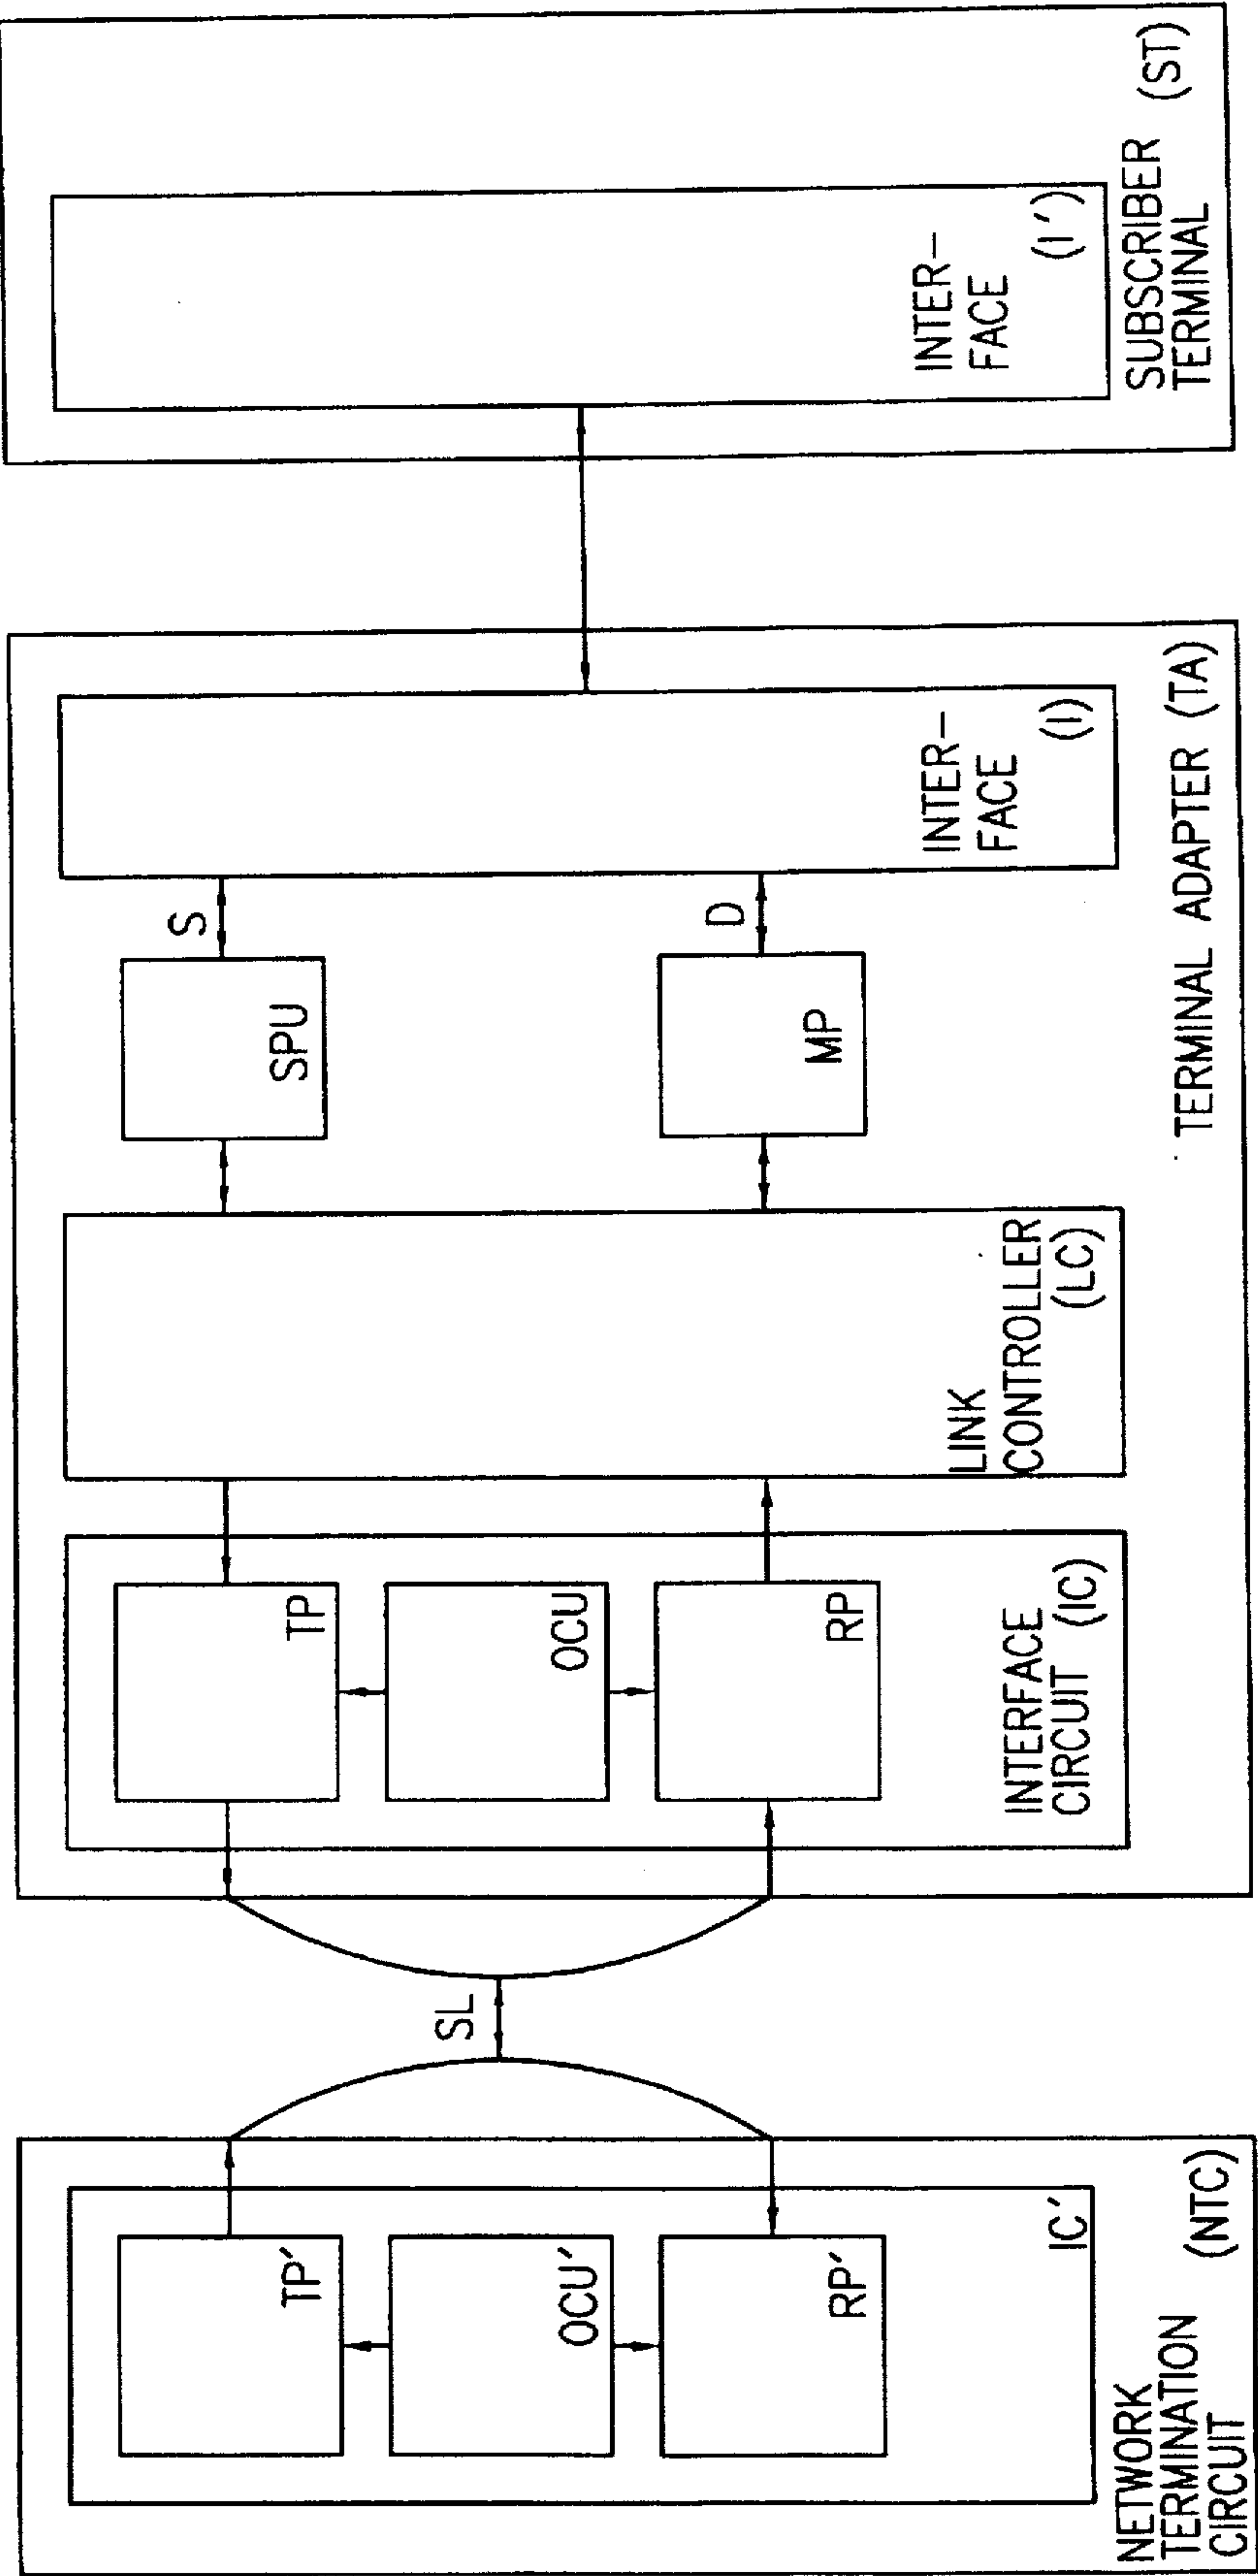 TP'
OCU'
RP'
IC'
NETWORK
TERMINATION
CIRCUIT (NTC)
SL
TP
OCU
RP
INTERFACE
CIRCUIT (IC)
LINK
CONTROLLER
(LC)
SPU
MP
S
D
INTER-
FACE
(I)
TERMINAL ADAPTER (TA)
INTER-
FACE
(I')
SUBSCRIBER
TERMINAL (ST)